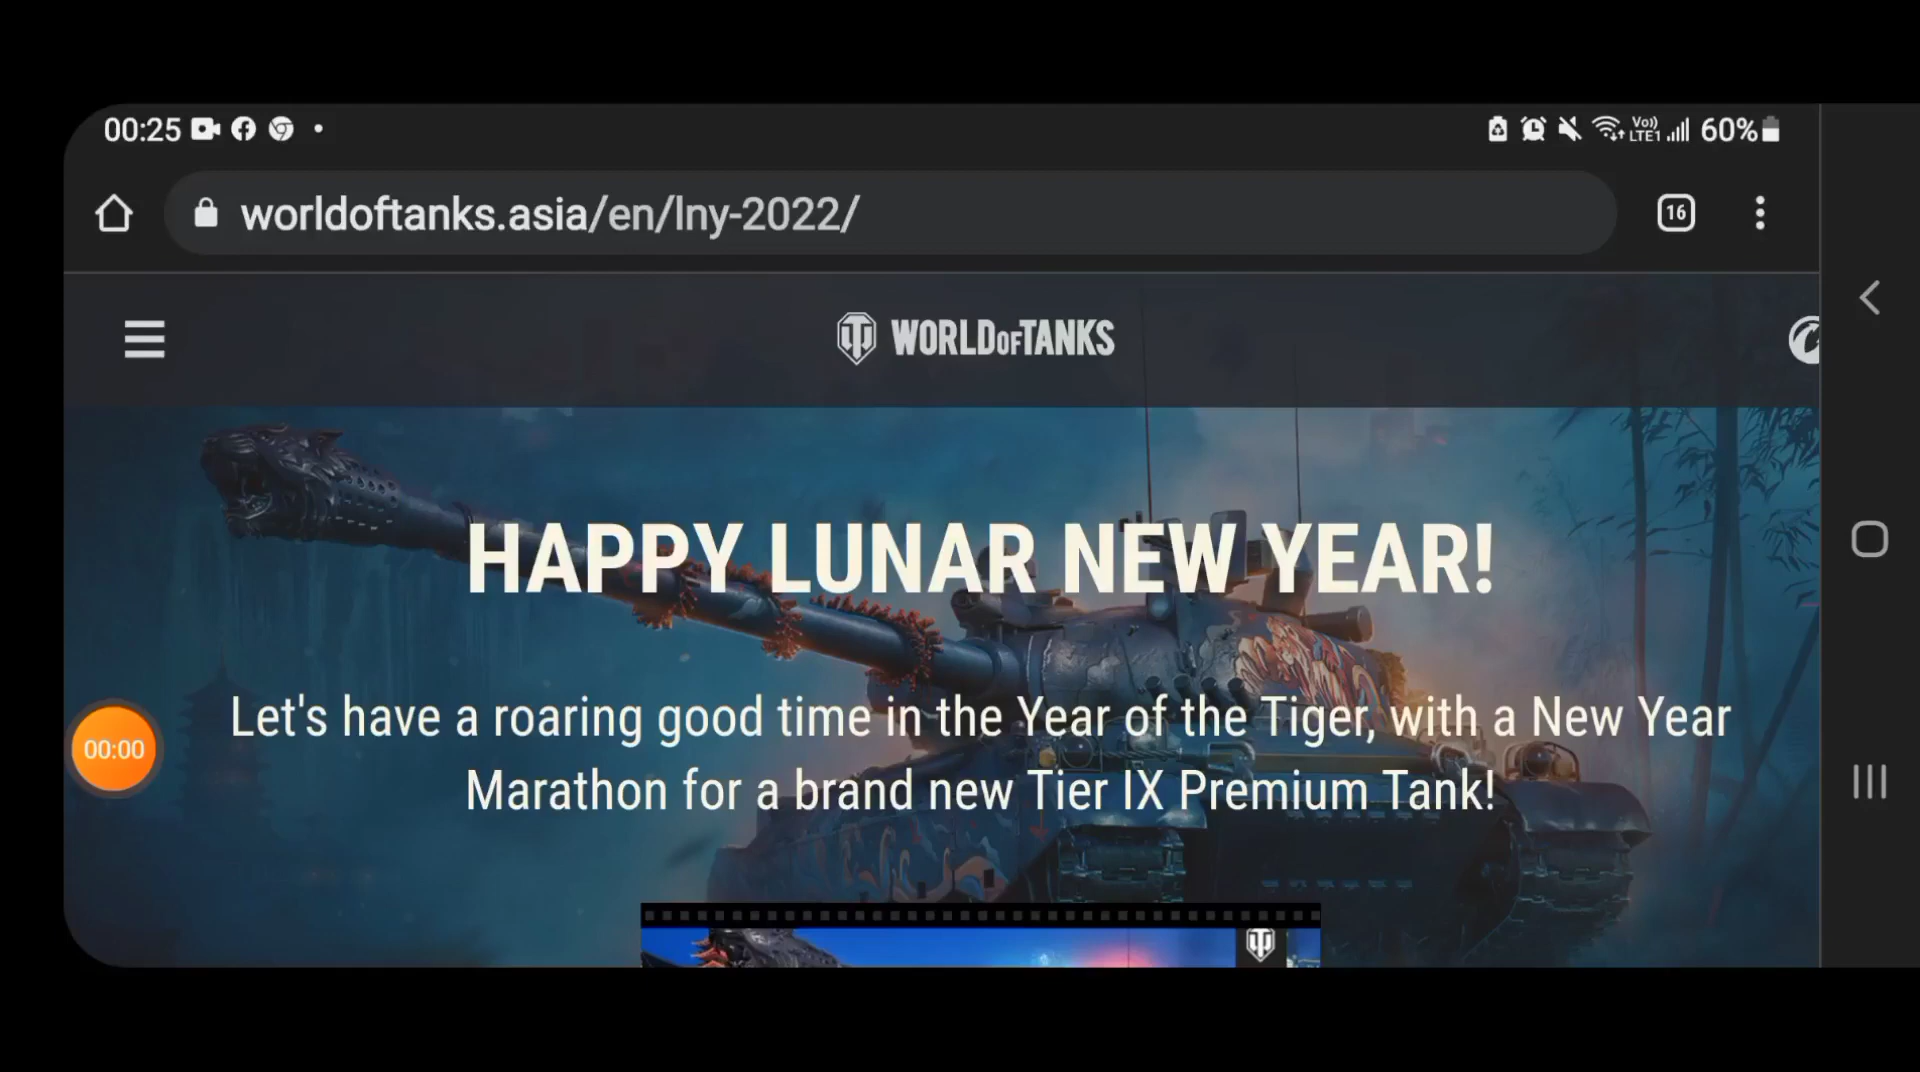 00:25
Vo)) LTE1 60%
worldoftanks.asia/en/lny-2022/
16
WORLD OF TANKS
HAPPY LUNAR NEW YEAR!
Let's have a roaring good time in the Year of the Tiger, with a New Year
Marathon for a brand new Tier IX Premium Tank!
00:00